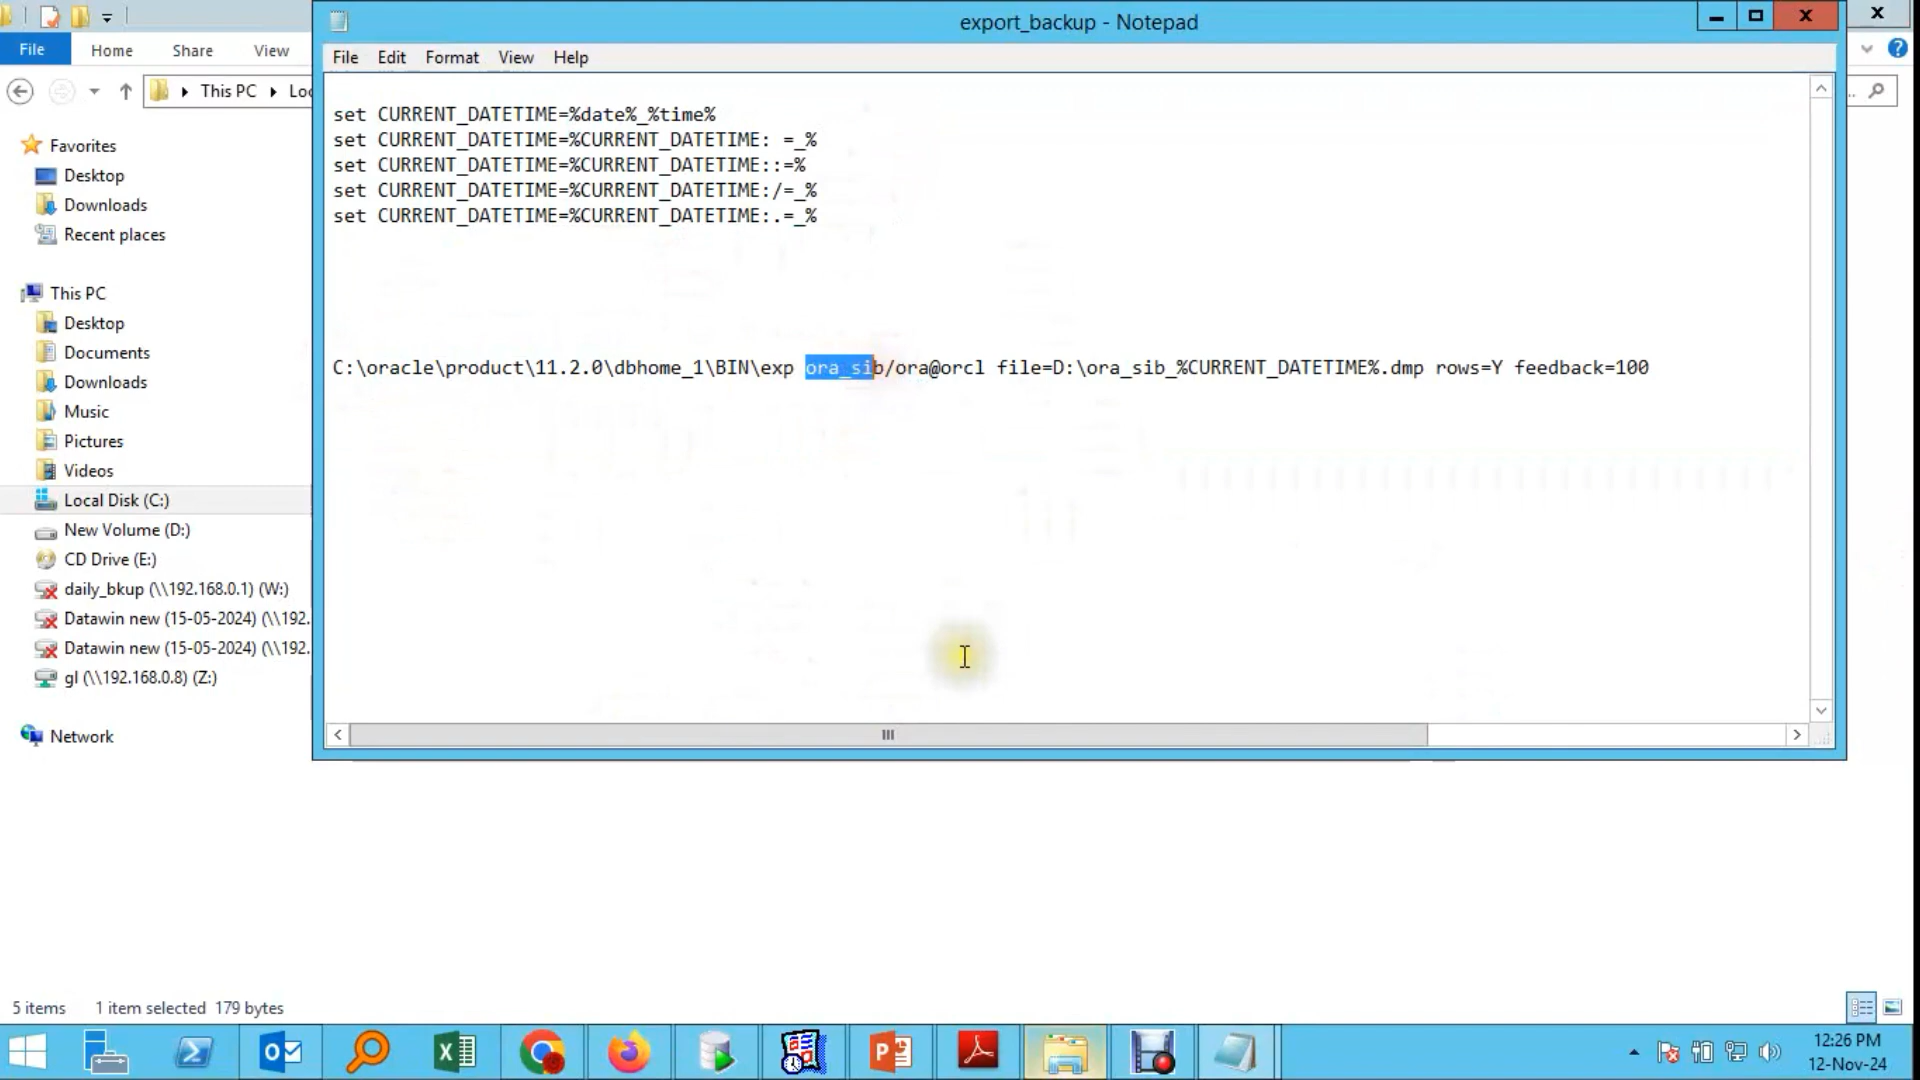 export_backup - Notepad
File Home Share View
File Edit Format View Help
This PC
set CURRENT_DATETIME=%date%_%time%
set CURRENT_DATETIME=%CURRENT_DATETIME: =_%
set CURRENT_DATETIME=%CURRENT_DATETIME::=%
set CURRENT_DATETIME=%CURRENT_DATETIME:/=_%
set CURRENT_DATETIME=%CURRENT_DATETIME:.=_%
C:\oracle\product\11.2.0\dbhome_1\BIN\exp ora_sib/ora@orcl file=D:\ora_sib_%CURRENT_DATETIME%.dmp rows=Y feedback=100
Favorites
Desktop
Downloads
Recent places
This PC
Desktop
Documents
Downloads
Music
Pictures
Videos
Local Disk (C:)
New Volume (D:)
CD Drive (E:)
daily_bkup (\\192.168.0.1) (W:)
Datawin new (15-05-2024) (\\192.
Datawin new (15-05-2024) (\\192.
gl (\\192.168.0.8) (Z:)
Network
5 items 1 item selected 179 bytes
12:26 PM
12-Nov-24